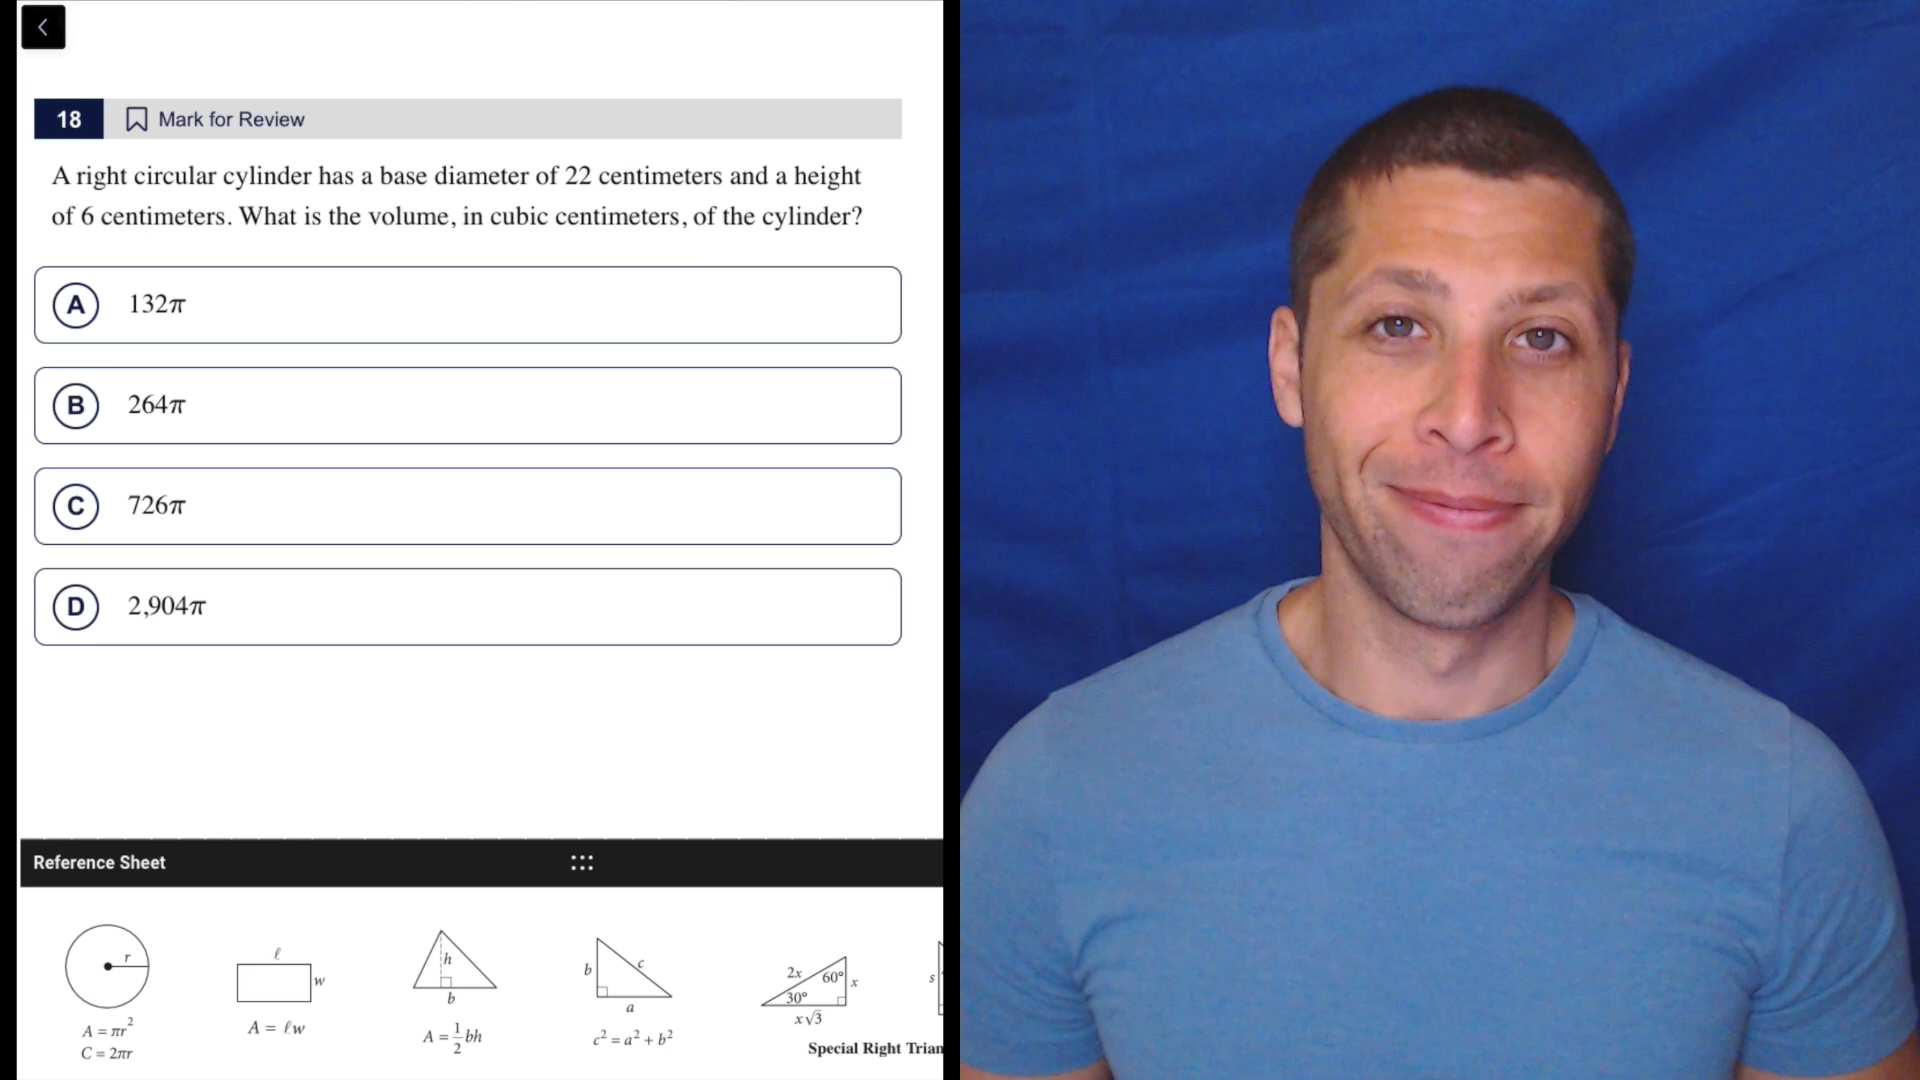 18 Mark for Review
A right circular cylinder has a base diameter of 22 centimeters and a height
of 6 centimeters. What is the volume, in cubic centimeters, of the cylinder?
A 132π
B 264π
C 726π
D 2,904π
Reference Sheet
r
A = πr²
C = 2πr
ℓ
w
A = ℓw
h
b
A = 1/2 bh
b
c
a
c² = a² + b²
2x 60° x
30°
x√3
s
Special Right Trian